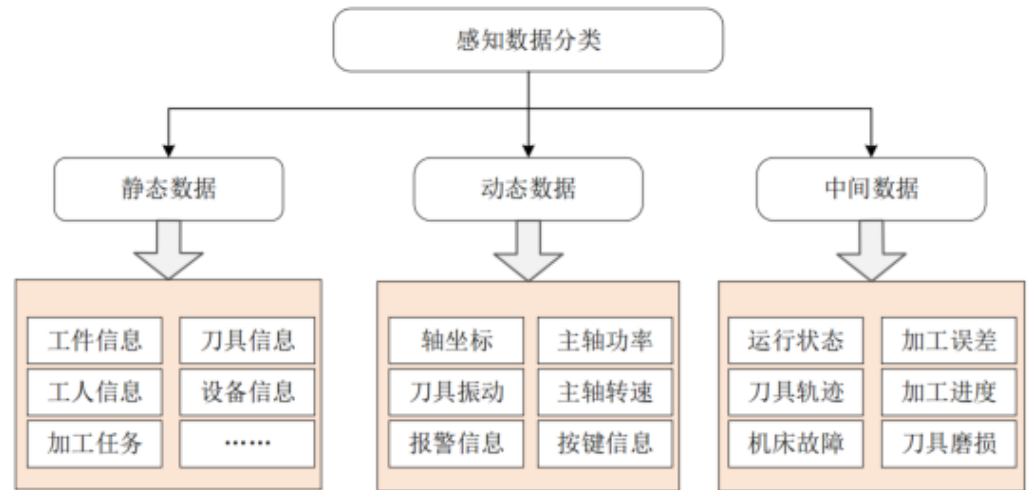 感知数据分类
静态数据
动态数据
中间数据
工件信息
刀具信息
工人信息
设备信息
加工任务
……
轴坐标
主轴功率
刀具振动
主轴转速
报警信息
按键信息
运行状态
加工误差
刀具轨迹
加工进度
机床故障
刀具磨损